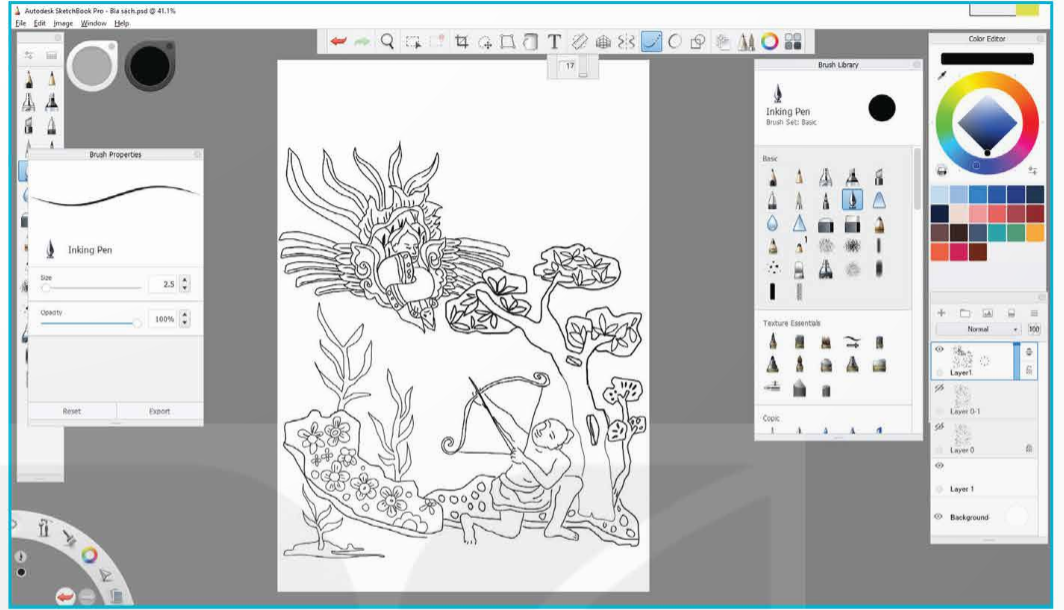 Autodesk SketchBook Pro - Bia sach.psd @ 41.1%
File Edit Image Window Help
T
17
Brush Properties
Inking Pen
Size
2.5
Opacity
100%
Reset Export
Brush Library
Inking Pen
Brush Set: Basic
Basic
1
Texture Essentials
Copic
Color Editor
Normal 100
Layer1
Layer 0-1
Layer 0
Layer 1
Background